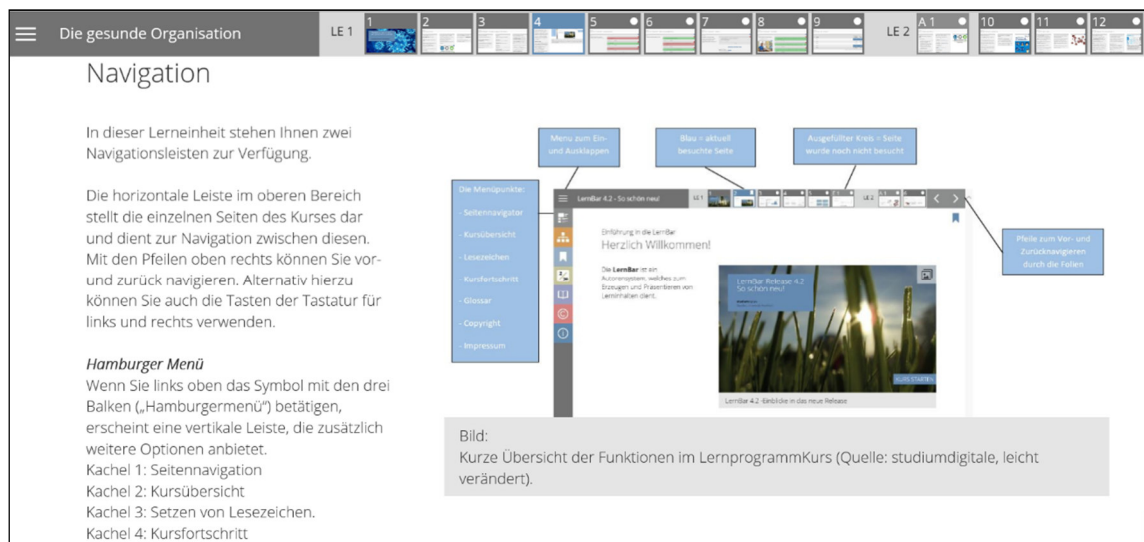 Die gesunde Organisation
LE 1
1
2
3
4
5
6
7
8
9
LE 2
A 1
10
11
12
Navigation
In dieser Lerneinheit stehen Ihnen zwei
Navigationsleisten zur Verfügung.
Die horizontale Leiste im oberen Bereich
stellt die einzelnen Seiten des Kurses dar
und dient zur Navigation zwischen diesen.
Mit den Pfeilen oben rechts können Sie vor-
und zurück navigieren. Alternativ hierzu
können Sie auch die Tasten der Tastatur für
links und rechts verwenden.
Hamburger Menü
Wenn Sie links oben das Symbol mit den drei
Balken („Hamburgermenü") betätigen,
erscheint eine vertikale Leiste, die zusätzlich
weitere Optionen anbietet.
Kachel 1: Seitennavigation
Kachel 2: Kursübersicht
Kachel 3: Setzen von Lesezeichen.
Kachel 4: Kursfortschritt
Menu zum Ein-
und Ausklappen
Blau = aktuell
besuchte Seite
Ausgefüllter Kreis = Seite
wurde noch nicht besucht
Die Menüpunkte:
- Seitennavigator
- Kursübersicht
- Lesezeichen
- Kursfortschritt
- Glossar
- Copyright
- Impressum
LernBar 4.2 - So schön neu!
LE 1
LE 2
Einführung in die LernBar
Herzlich Willkommen!
Die LernBar ist ein
Autorensystem, welches zum
Erzeugen und Präsentieren von
Lerninhalten dient.
LernBar Release 4.2
So schön neu!
KURS STARTEN
LernBar 4.2 -Einblicke in das neue Release
Pfeile zum Vor- und
Zurücknavigieren
durch die Folien
Bild:
Kurze Übersicht der Funktionen im LernprogrammKurs (Quelle: studiumdigitale, leicht
verändert).